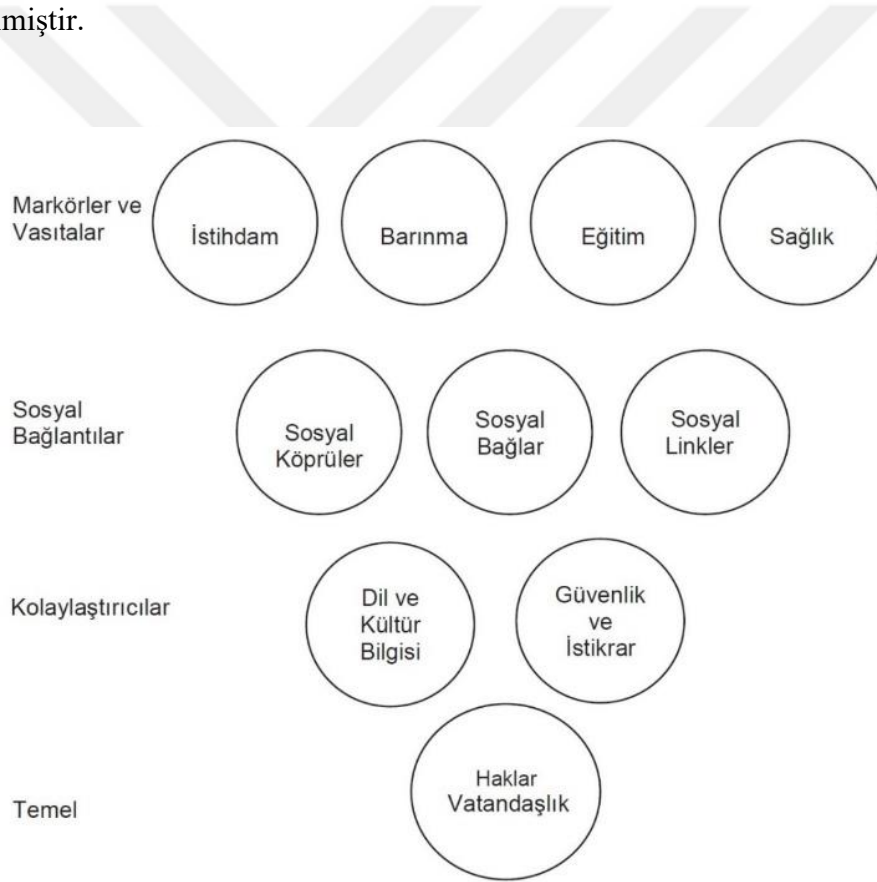 miştir.
Markörler ve
Vasıtalar
İstihdam
Barınma
Eğitim
Sağlık
Sosyal
Bağlantılar
Sosyal
Köprüler
Sosyal
Bağlar
Sosyal
Linkler
Kolaylaştırıcılar
Dil ve
Kültür
Bilgisi
Güvenlik
ve
İstikrar
Temel
Haklar
Vatandaşlık